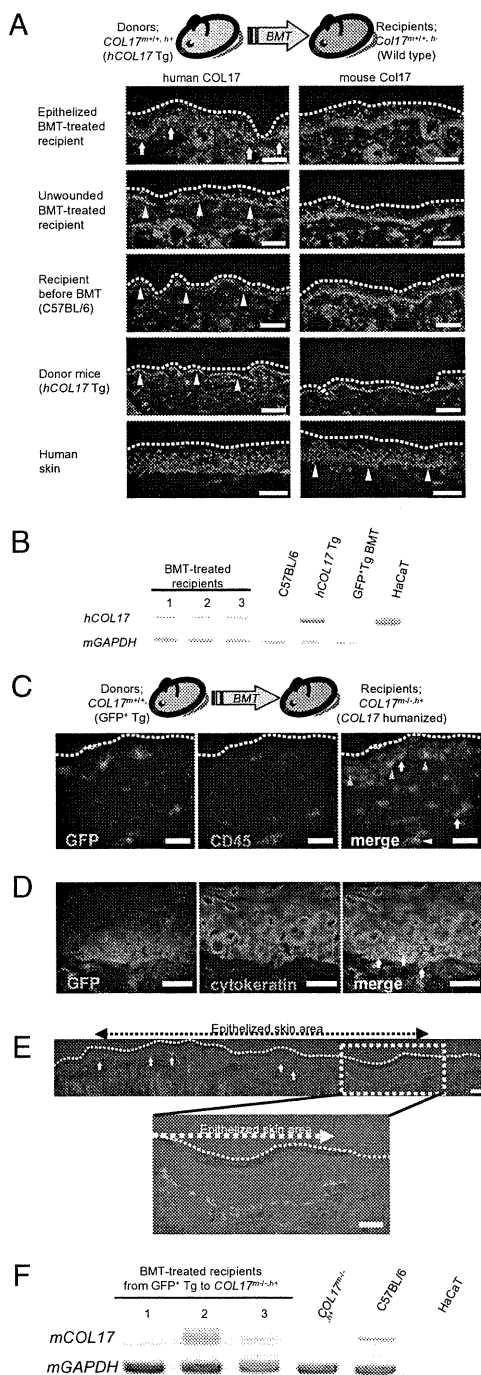 A
Donors;
COL17m+/+, h+
(hCOL17 Tg)
BMT
Recipients;
Col17m+/+, h-
(Wild type)
human COL17
mouse Col17
Epithelized
BMT-treated
recipient
Unwounded
BMT-treated
recipient
Recipient
before BMT
(C57BL/6)
Donor mice
(hCOL17 Tg)
Human
skin
B
BMT-treated
recipients
1 2 3
C57BL/6
hCOL17 Tg
GFP+Tg BMT
HaCaT
hCOL17
mGAPDH
C
Donors;
COL17m+/+,
(GFP+ Tg)
BMT
Recipients;
COL17m-/-,h+
(COL17 humanized)
GFP
CD45
merge
D
GFP
cytokeratin
merge
E
Epithelized skin area
Epithelized skin area
F
BMT-treated recipients
from GFP+ Tg to COL17m-/-,h+
1 2 3
COL17m-/-
,h+
C57BL/6
HaCaT
mCOL17
mGAPDH